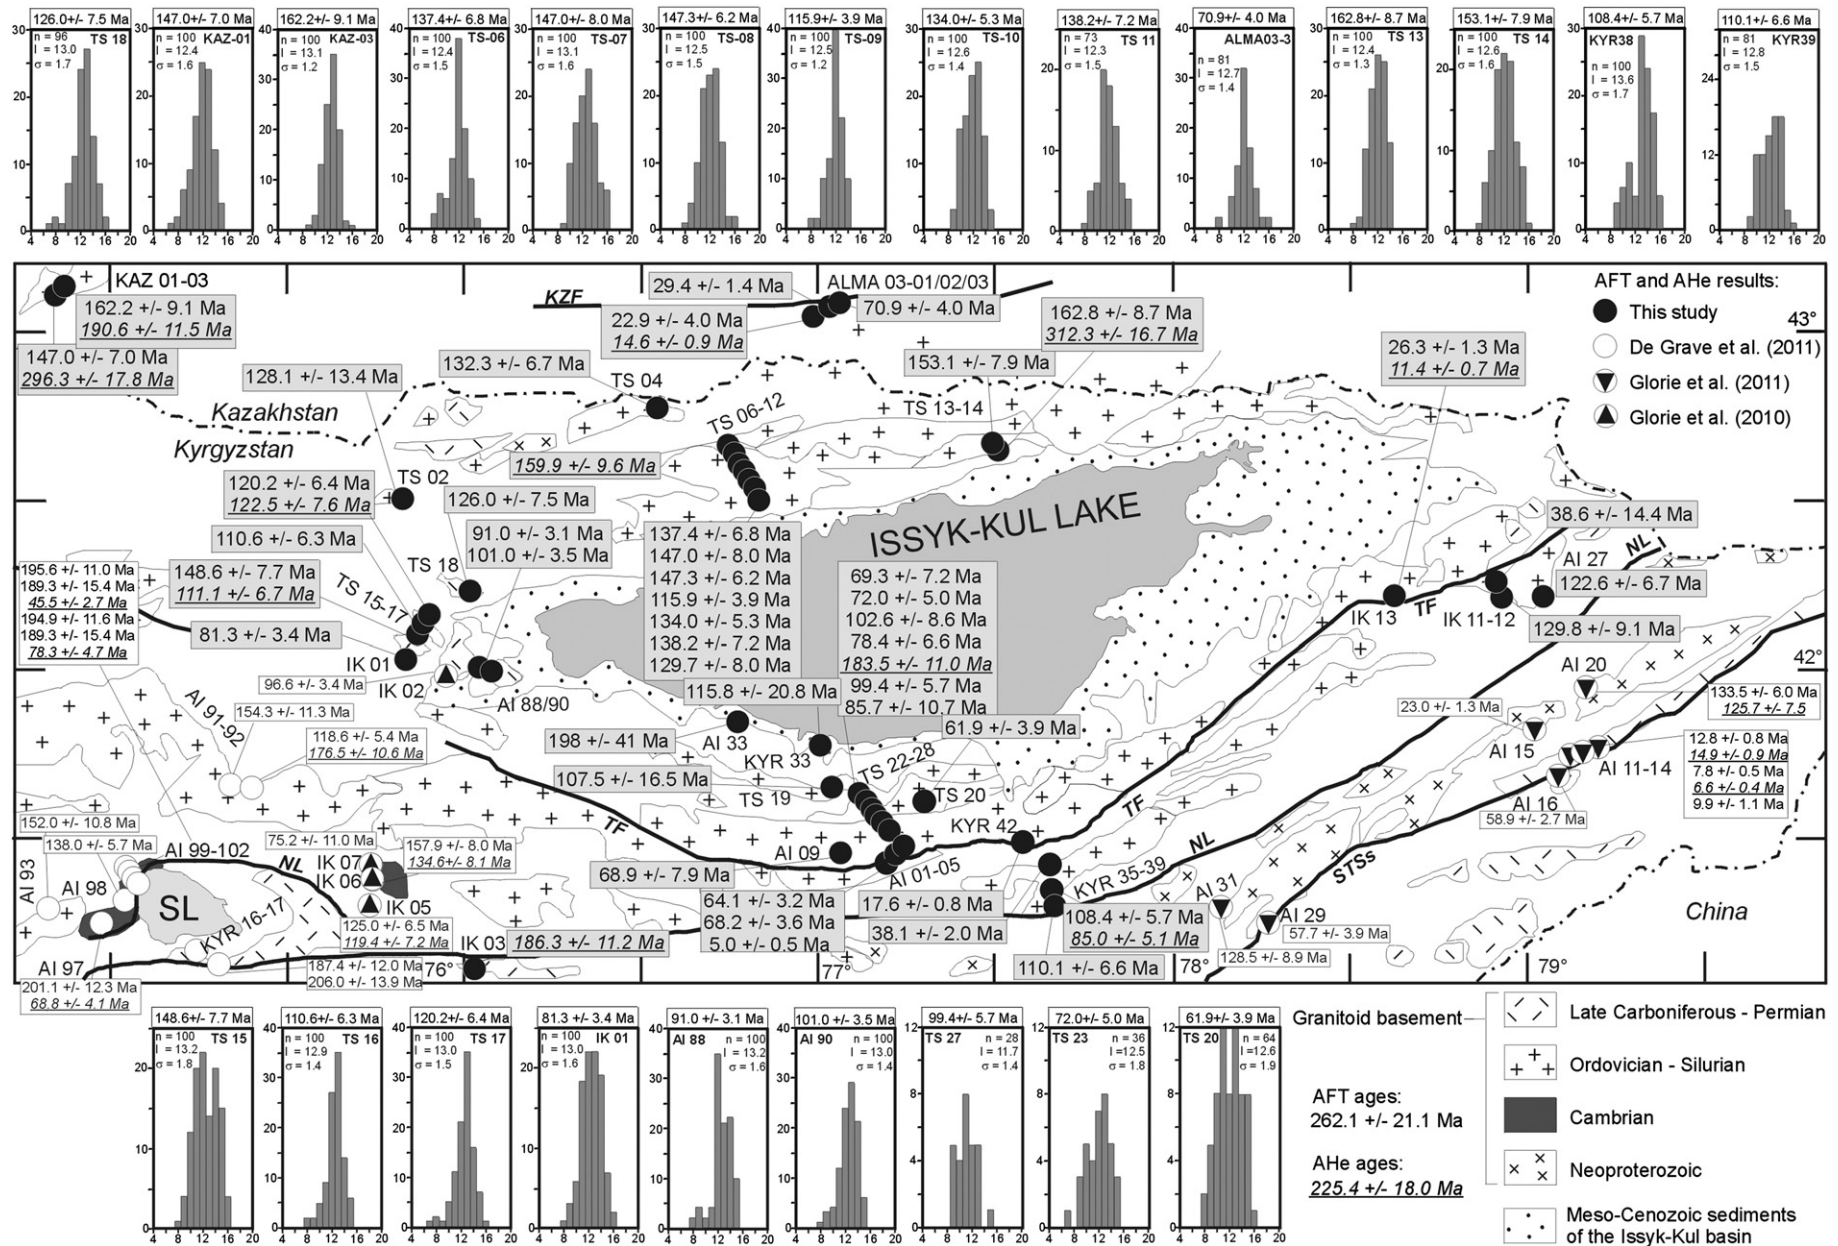 126.0+/- 7.5 Ma
n = 96
TS 18
l = 13.0
σ = 1.7
147.0+/- 7.0 Ma
n = 100
KAZ-01
l = 12.4
σ = 1.6
162.2+/- 9.1 Ma
n = 100
KAZ-03
l = 13.1
σ = 1.2
137.4+/- 6.8 Ma
n = 100
TS-06
l = 12.4
σ = 1.5
147.0+/- 8.0 Ma
n = 100
TS-07
l = 13.1
σ = 1.6
147.3+/- 6.2 Ma
n = 100
TS-08
l = 12.5
σ = 1.5
115.9+/- 3.9 Ma
n = 100
TS-09
l = 12.5
σ = 1.2
134.0+/- 5.3 Ma
n = 100
TS-10
l = 12.6
σ = 1.4
138.2+/- 7.2 Ma
n = 73
TS 11
l = 12.3
σ = 1.5
70.9+/- 4.0 Ma
ALMA03-3
n = 81
l = 12.7
σ = 1.4
162.8+/- 8.7 Ma
n = 100
TS 13
l = 12.4
σ = 1.3
153.1+/- 7.9 Ma
n = 100
TS 14
l = 12.6
σ = 1.6
108.4+/- 5.7 Ma
KYR38
n = 100
l = 13.6
σ = 1.7
110.1+/- 6.6 Ma
n = 81
KYR39
l = 12.8
σ = 1.5
4 8 12 16 20
KAZ 01-03
162.2 +/- 9.1 Ma
190.6 +/- 11.5 Ma
147.0 +/- 7.0 Ma
296.3 +/- 17.8 Ma
KZF
29.4 +/- 1.4 Ma
ALMA 03-01/02/03
22.9 +/- 4.0 Ma
14.6 +/- 0.9 Ma
70.9 +/- 4.0 Ma
162.8 +/- 8.7 Ma
312.3 +/- 16.7 Ma
153.1 +/- 7.9 Ma
26.3 +/- 1.3 Ma
11.4 +/- 0.7 Ma
AFT and AHe results:
This study
43°
De Grave et al. (2011)
Glorie et al. (2011)
Glorie et al. (2010)
128.1 +/- 13.4 Ma
132.3 +/- 6.7 Ma
TS 04
Kazakhstan
Kyrgyzstan
TS 06-12
TS 13-14
159.9 +/- 9.6 Ma
TS 02
120.2 +/- 6.4 Ma
122.5 +/- 7.6 Ma
126.0 +/- 7.5 Ma
110.6 +/- 6.3 Ma
91.0 +/- 3.1 Ma
101.0 +/- 3.5 Ma
TS 18
148.6 +/- 7.7 Ma
111.1 +/- 6.7 Ma
TS 15-17
81.3 +/- 3.4 Ma
IK 01
195.6 +/- 11.0 Ma
189.3 +/- 15.4 Ma
45.5 +/- 2.7 Ma
194.9 +/- 11.6 Ma
189.3 +/- 15.4 Ma
78.3 +/- 4.7 Ma
96.6 +/- 3.4 Ma
IK 02
AI 88/90
ISSYK-KUL LAKE
137.4 +/- 6.8 Ma
147.0 +/- 8.0 Ma
147.3 +/- 6.2 Ma
115.9 +/- 3.9 Ma
134.0 +/- 5.3 Ma
138.2 +/- 7.2 Ma
129.7 +/- 8.0 Ma
69.3 +/- 7.2 Ma
72.0 +/- 5.0 Ma
102.6 +/- 8.6 Ma
78.4 +/- 6.6 Ma
183.5 +/- 11.0 Ma
99.4 +/- 5.7 Ma
85.7 +/- 10.7 Ma
115.8 +/- 20.8 Ma
61.9 +/- 3.9 Ma
38.6 +/- 14.4 Ma
AI 27
NL
122.6 +/- 6.7 Ma
IK 13
TF
IK 11-12
129.8 +/- 9.1 Ma
42°
AI 20
133.5 +/- 6.0 Ma
125.7 +/- 7.5
23.0 +/- 1.3 Ma
AI 15
AI 11-14
12.8 +/- 0.8 Ma
14.9 +/- 0.9 Ma
7.8 +/- 0.5 Ma
6.6 +/- 0.4 Ma
9.9 +/- 1.1 Ma
AI 16
58.9 +/- 2.7 Ma
AI 91-92
154.3 +/- 11.3 Ma
118.6 +/- 5.4 Ma
176.5 +/- 10.6 Ma
198 +/- 41 Ma
AI 33
KYR 33
107.5 +/- 16.5 Ma
TS 19
TS 22-28
TS 20
KYR 42
TF
TF
152.0 +/- 10.8 Ma
138.0 +/- 5.7 Ma
AI 99-102
75.2 +/- 11.0 Ma
157.9 +/- 8.0 Ma
134.6+/- 8.1 Ma
NL
IK 07
IK 06
IK 05
AI 93
AI 98
SL
KYR 16-17
125.0 +/- 6.5 Ma
119.4 +/- 7.2 Ma
IK 03
186.3 +/- 11.2 Ma
AI 09
68.9 +/- 7.9 Ma
AI 01-05
64.1 +/- 3.2 Ma
68.2 +/- 3.6 Ma
5.0 +/- 0.5 Ma
17.6 +/- 0.8 Ma
38.1 +/- 2.0 Ma
KYR 35-39
NL
108.4 +/- 5.7 Ma
85.0 +/- 5.1 Ma
110.1 +/- 6.6 Ma
STSs
AI 31
AI 29
57.7 +/- 3.9 Ma
128.5 +/- 8.9 Ma
China
AI 97
201.1 +/- 12.3 Ma
68.8 +/- 4.1 Ma
187.4 +/- 12.0 Ma
206.0 +/- 13.9 Ma
76°
77°
78°
79°
148.6+/- 7.7 Ma
n = 100
TS 15
l = 13.2
σ = 1.8
110.6+/- 6.3 Ma
n = 100
TS 16
l = 12.9
σ = 1.4
120.2+/- 6.4 Ma
n = 100
TS 17
l = 13.0
σ = 1.5
81.3 +/- 3.4 Ma
n = 100
IK 01
l = 13.0
σ = 1.6
91.0 +/- 3.1 Ma
AI 88
n = 100
l = 13.2
σ = 1.6
101.0 +/- 3.5 Ma
AI 90
n = 100
l = 13.0
σ = 1.4
99.4+/- 5.7 Ma
TS 27
n = 28
l = 11.7
σ = 1.4
72.0+/- 5.0 Ma
TS 23
n = 36
l =12.5
σ = 1.8
61.9+/- 3.9 Ma
TS 20
n = 64
l =12.6
σ = 1.9
4 8 12 16 20
Granitoid basement
Late Carboniferous - Permian
Ordovician - Silurian
Cambrian
Neoproterozoic
Meso-Cenozoic sediments
of the Issyk-Kul basin
AFT ages:
262.1 +/- 21.1 Ma
AHe ages:
225.4 +/- 18.0 Ma